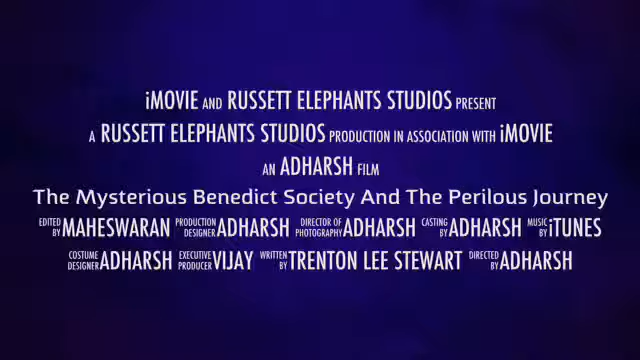 iMOVIE AND RUSSETT ELEPHANTS STUDIOS PRESENT
A RUSSETT ELEPHANTS STUDIOS PRODUCTION IN ASSOCIATION WITH iMOVIE
AN ADHARSH FILM
The Mysterious Benedict Society And The Perilous Journey
EDITED BY MAHESWARAN PRODUCTION DESIGNER ADHARSH DIRECTOR OF PHOTOGRAPHY ADHARSH CASTING BY ADHARSH MUSIC BY iTUNES
COSTUME DESIGNER ADHARSH EXECUTIVE PRODUCER VIJAY WRITTEN BY TRENTON LEE STEWART DIRECTED BY ADHARSH